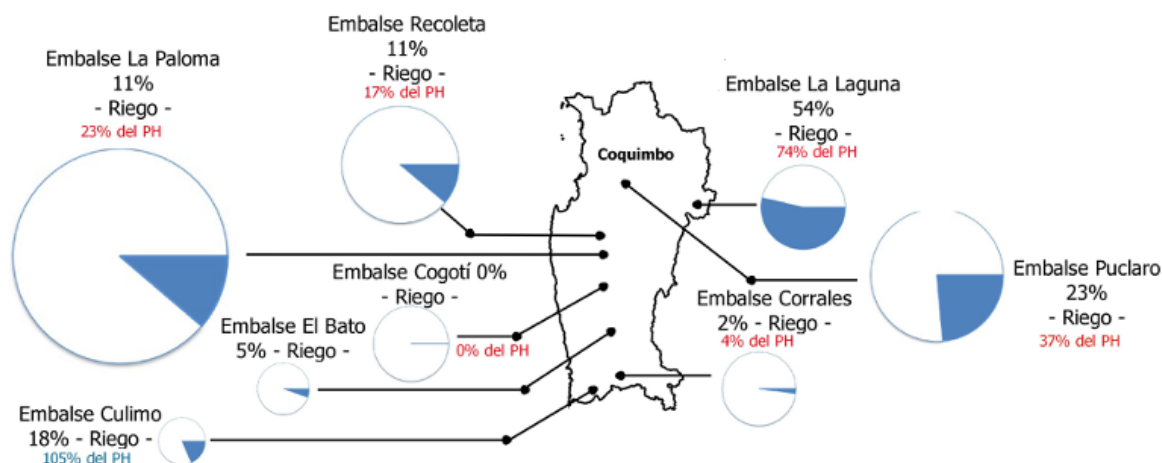 Embalse La Paloma
11%
- Riego -
23% del PH
Embalse Recoleta
11%
- Riego -
17% del PH
Embalse La Laguna
54%
- Riego -
74% del PH
Coquimbo
Embalse Cogotí 0%
- Riego -
0% del PH
Embalse Puclaro
23%
- Riego -
37% del PH
Embalse El Bato
5% - Riego -
Embalse Corrales
2% - Riego -
4% del PH
Embalse Culimo
18% - Riego -
105% del PH